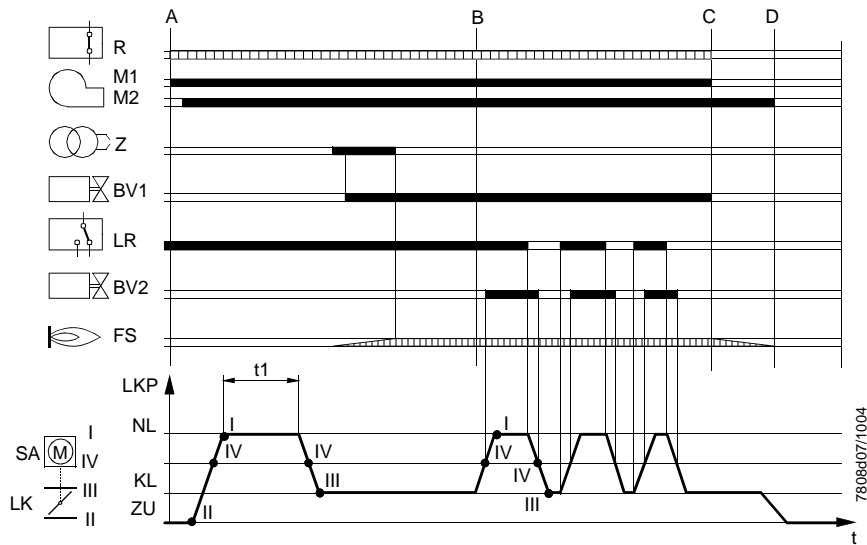 A B C D
R
M1
M2
Z
BV1
LR
BV2
FS
LKP
t1
NL
I
I
I
SA M
IV
IV
IV
IV
IV
KL
III
III
III
LK
ZU
II
II
t
7808d07/1004